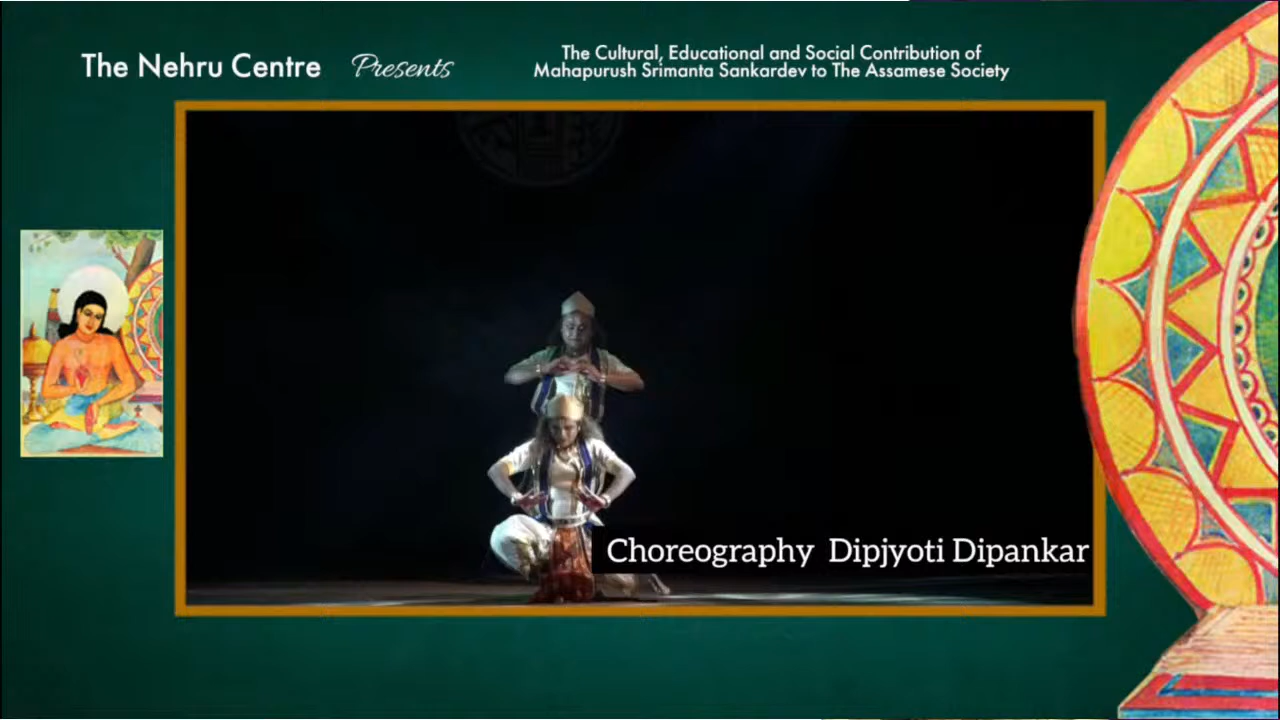 The Nehru Centre Presents
The Cultural, Educational and Social Contribution of
Mahapurush Srimanta Sankardev to The Assamese Society
Choreography Dipjyoti Dipankar